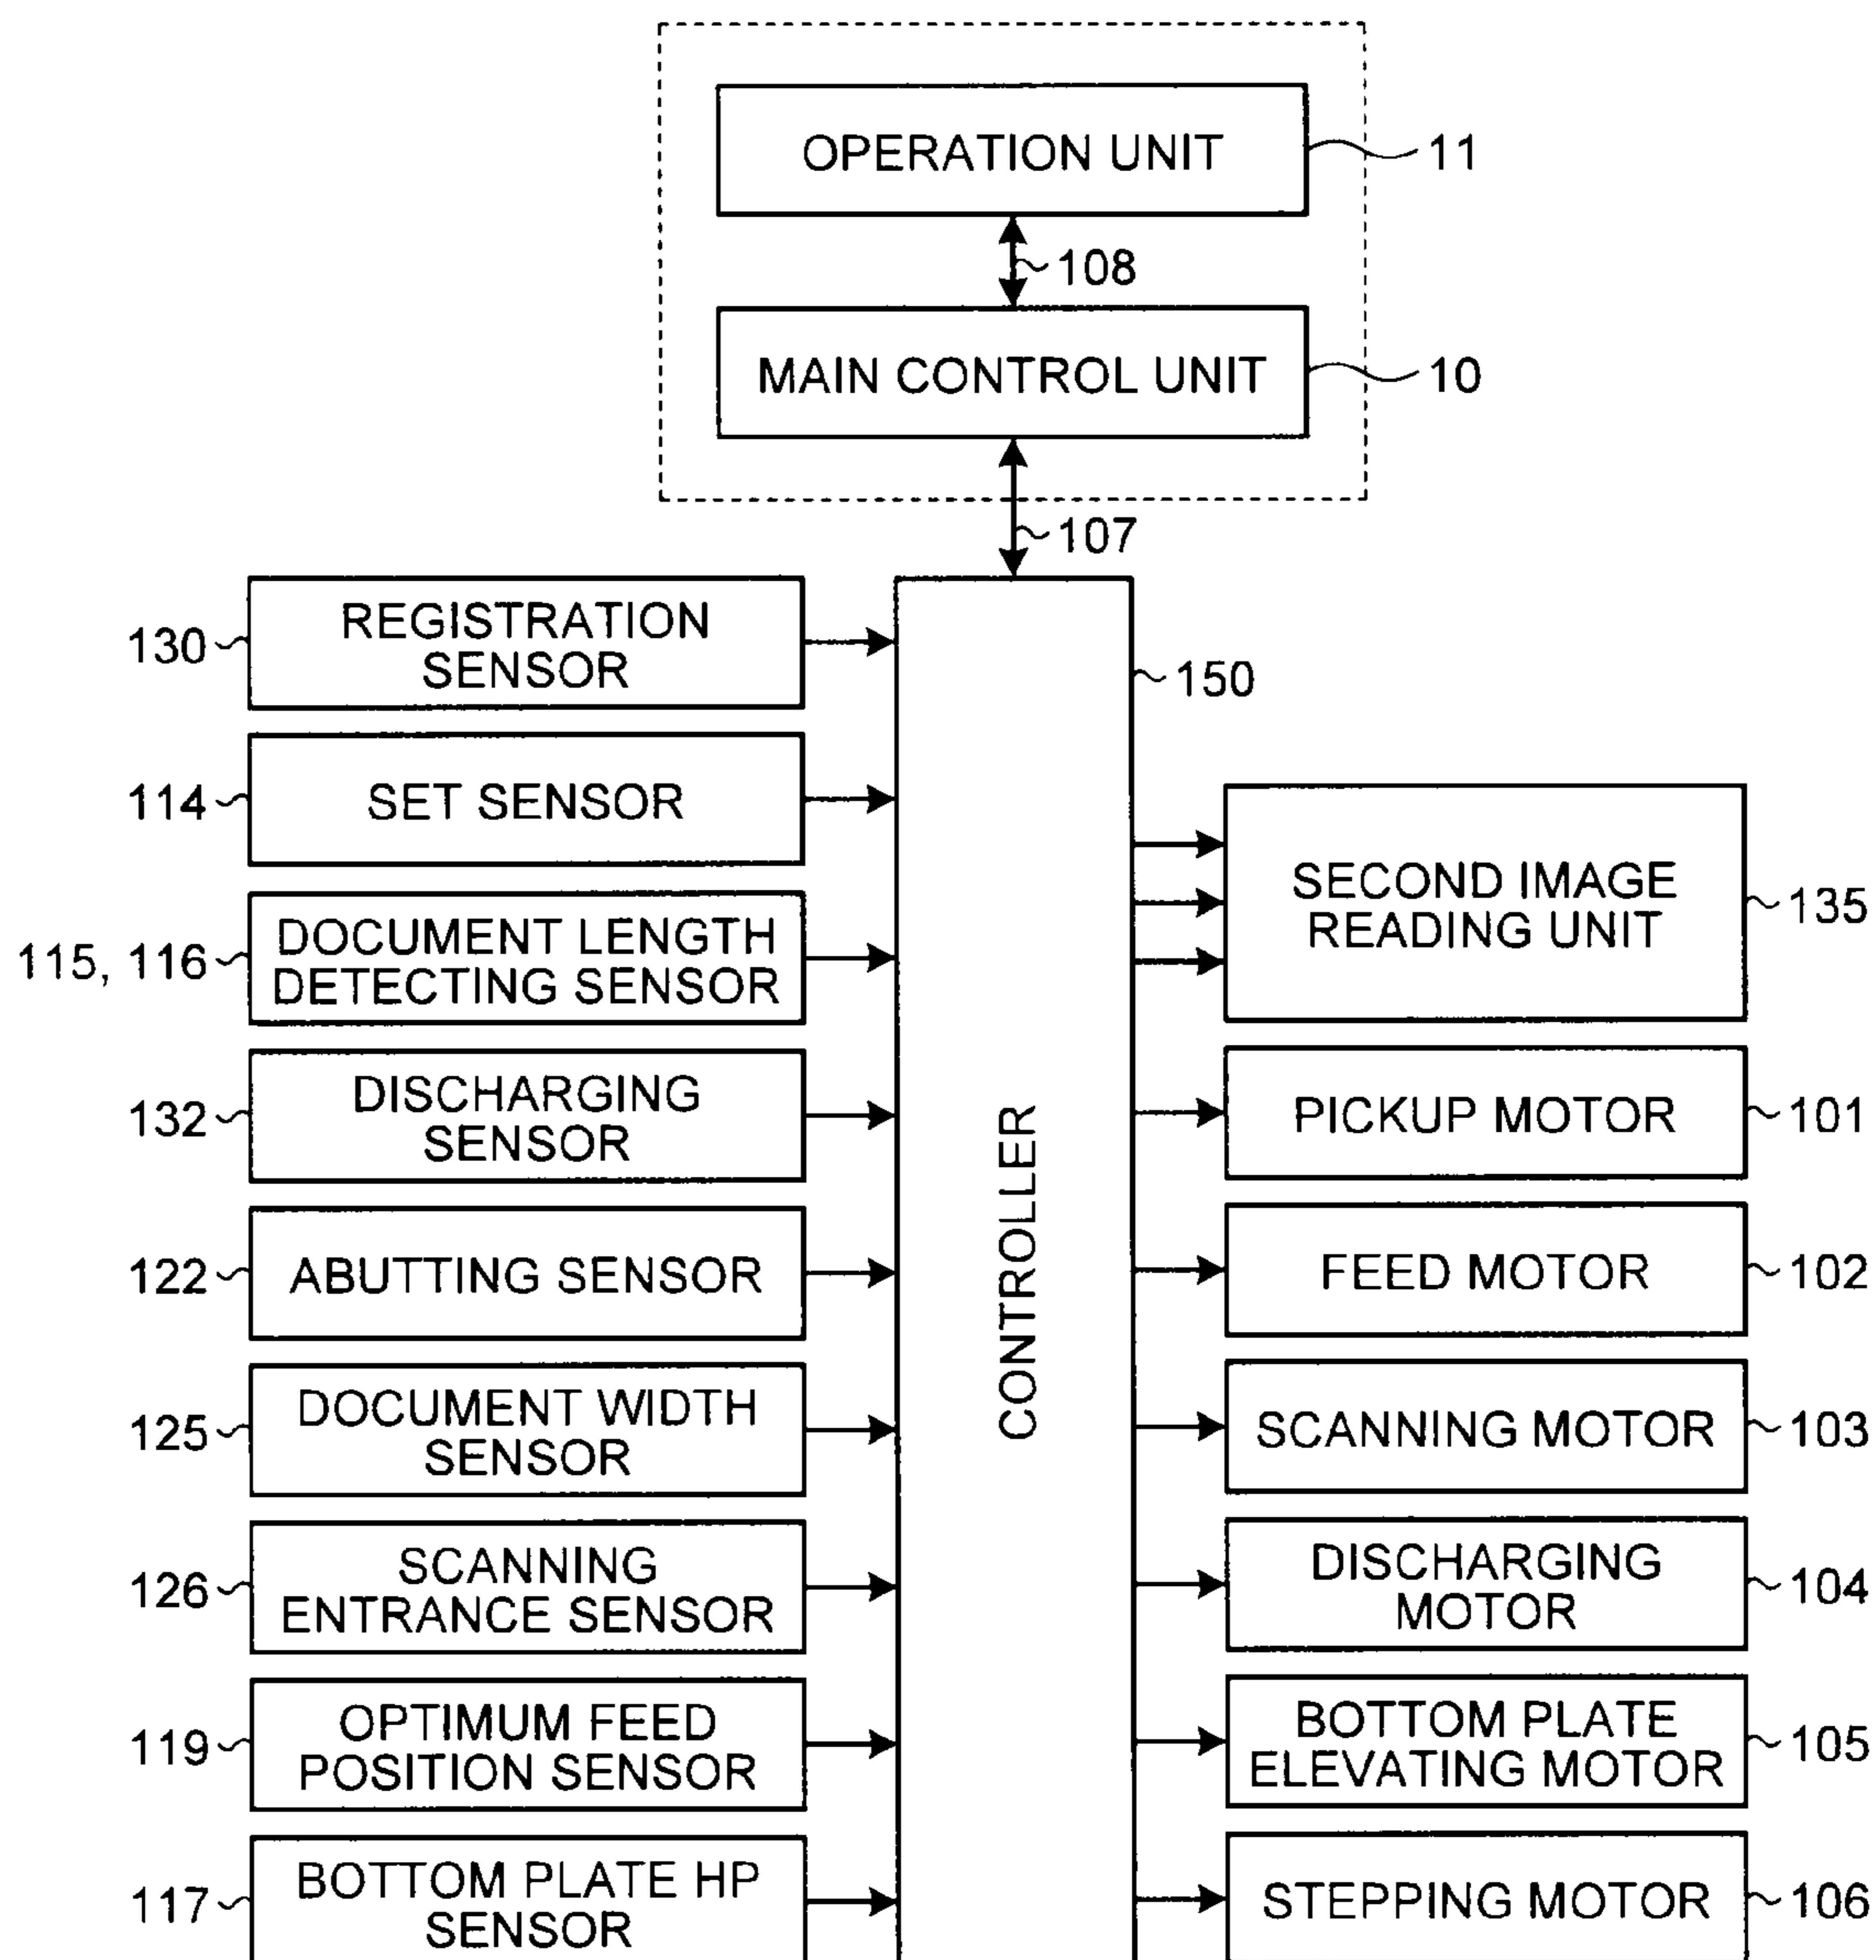 OPERATION UNIT
11
108
MAIN CONTROL UNIT
10
107
130
REGISTRATION
SENSOR
150
114
SET SENSOR
115, 116
DOCUMENT LENGTH
DETECTING SENSOR
132
DISCHARGING
SENSOR
122
ABUTTING SENSOR
125
DOCUMENT WIDTH
SENSOR
126
SCANNING
ENTRANCE SENSOR
119
OPTIMUM FEED
POSITION SENSOR
117
BOTTOM PLATE HP
SENSOR
CONTROLLER
SECOND IMAGE
READING UNIT
135
PICKUP MOTOR
101
FEED MOTOR
102
SCANNING MOTOR
103
DISCHARGING
MOTOR
104
BOTTOM PLATE
ELEVATING MOTOR
105
STEPPING MOTOR
106